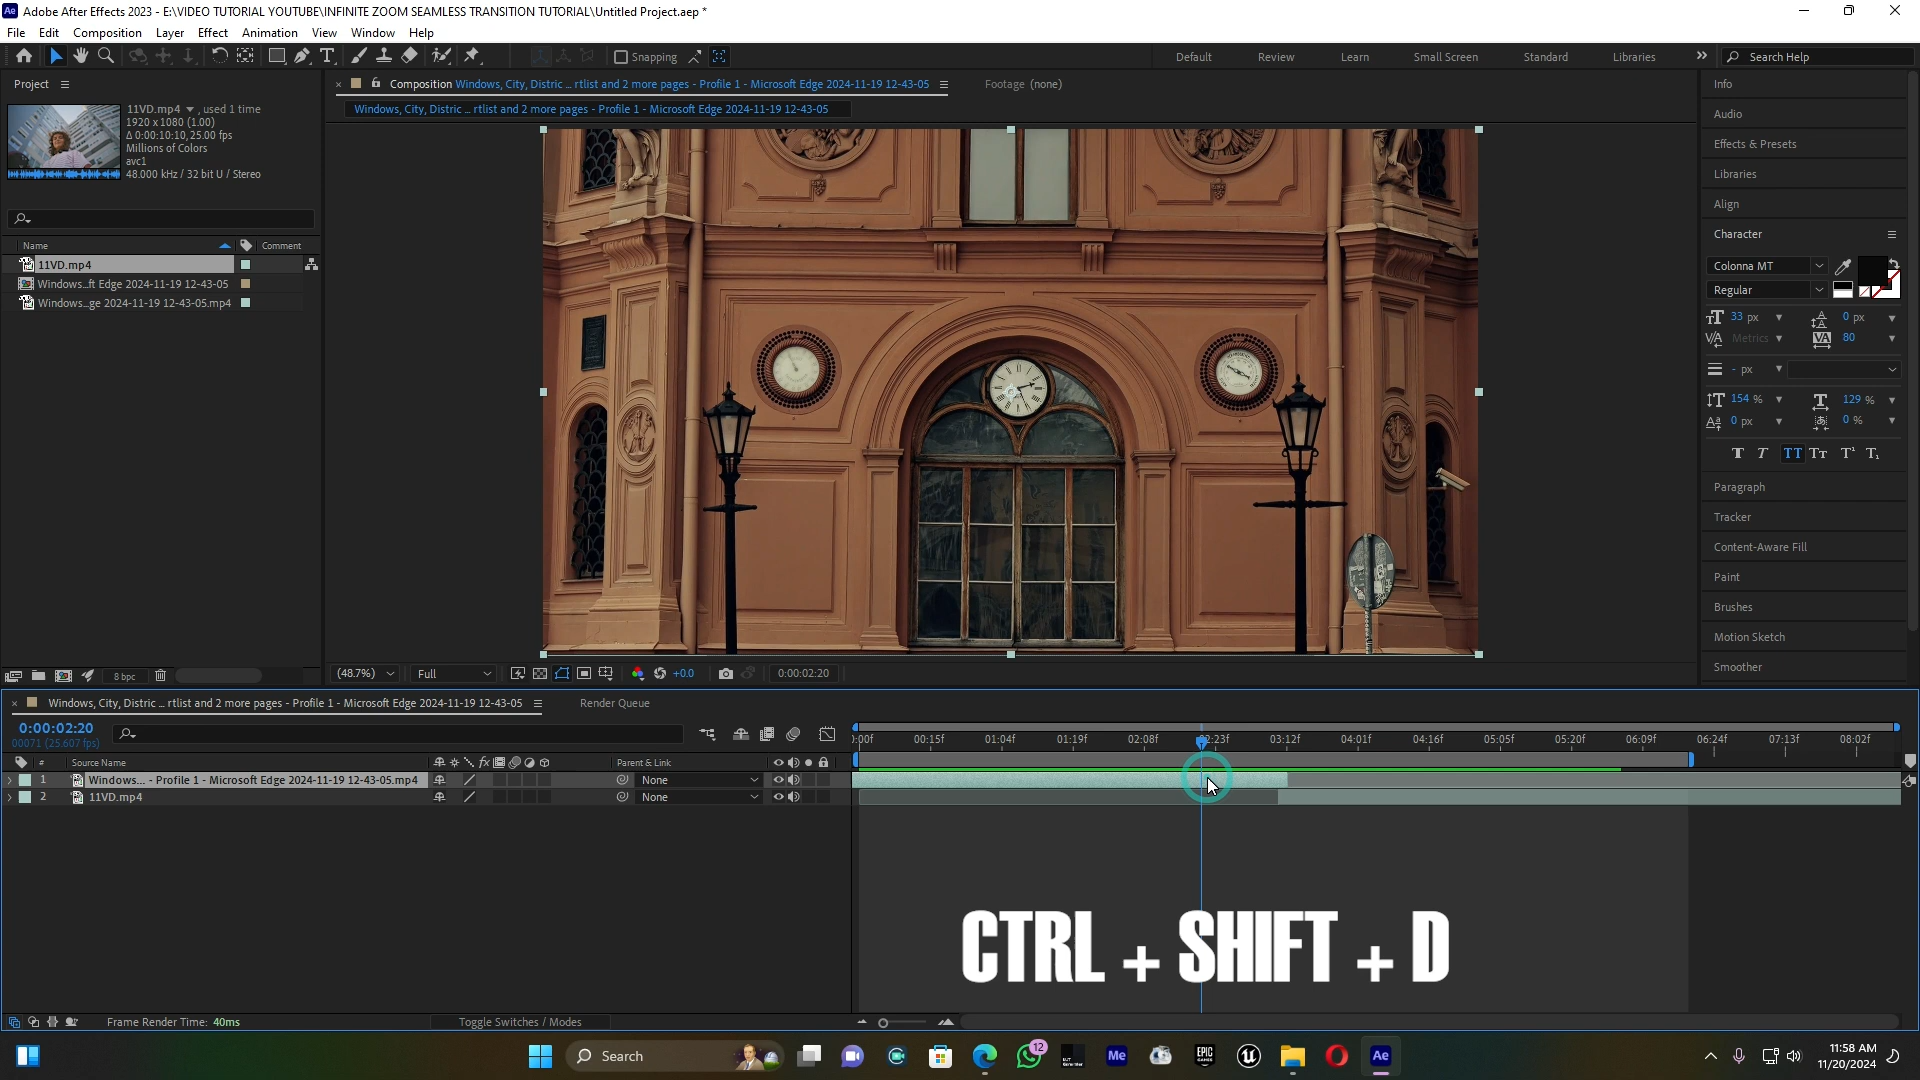 Adobe After Effects 2023 - E:\VIDEO TUTORIAL YOUTUBE\INFINITE ZOOM SEAMLESS TRANSITION TUTORIAL\Untitled Project.aep *
File Edit Composition Layer Effect Animation View Window Help
Snapping Default Review Learn Small Screen Standard Libraries Search Help
Project
Composition Windows, City, Distric ... rtlist and 2 more pages - Profile 1 - Microsoft Edge 2024-11-19 12-43-05
Footage (none)
Windows, City, Distric ... rtlist and 2 more pages - Profile 1 - Microsoft Edge 2024-11-19 12-43-05
11VD.mp4 , used 1 time
1920 x 1080 (1.00)
Δ 0:00:10:10, 25.00 fps
Millions of Colors
avc1
48.000 kHz / 32 bit U / Stereo
Name Comment
11VD.mp4
Windows...ft Edge 2024-11-19 12-43-05
Windows...ge 2024-11-19 12-43-05.mp4
8 bpc
(48.7%) Full +0.0 0:00:02:20
Info
Audio
Effects & Presets
Libraries
Align
Character
Colonna MT
Regular
33 px 0 px
Metrics 80
- px
154 % 129 %
0 px 0 %
T T TT Tt T¹ T₁
Paragraph
Tracker
Content-Aware Fill
Paint
Brushes
Motion Sketch
Smoother
Windows, City, Distric ... rtlist and 2 more pages - Profile 1 - Microsoft Edge 2024-11-19 12-43-05
Render Queue
0:00:02:20
00071 (25.607 fps)
:00f 00:15f 01:04f 01:19f 02:08f 02:23f 03:12f 04:01f 04:16f 05:05f 05:20f 06:09f 06:24f 07:13f 08:02f
# Source Name Parent & Link
1 Windows... - Profile 1 - Microsoft Edge 2024-11-19 12-43-05.mp4 None
2 11VD.mp4 None
CTRL + SHIFT + D
Frame Render Time: 40ms
Toggle Switches / Modes
Search
12
Me
EPIC GAMES
Ae
11:58 AM
11/20/2024